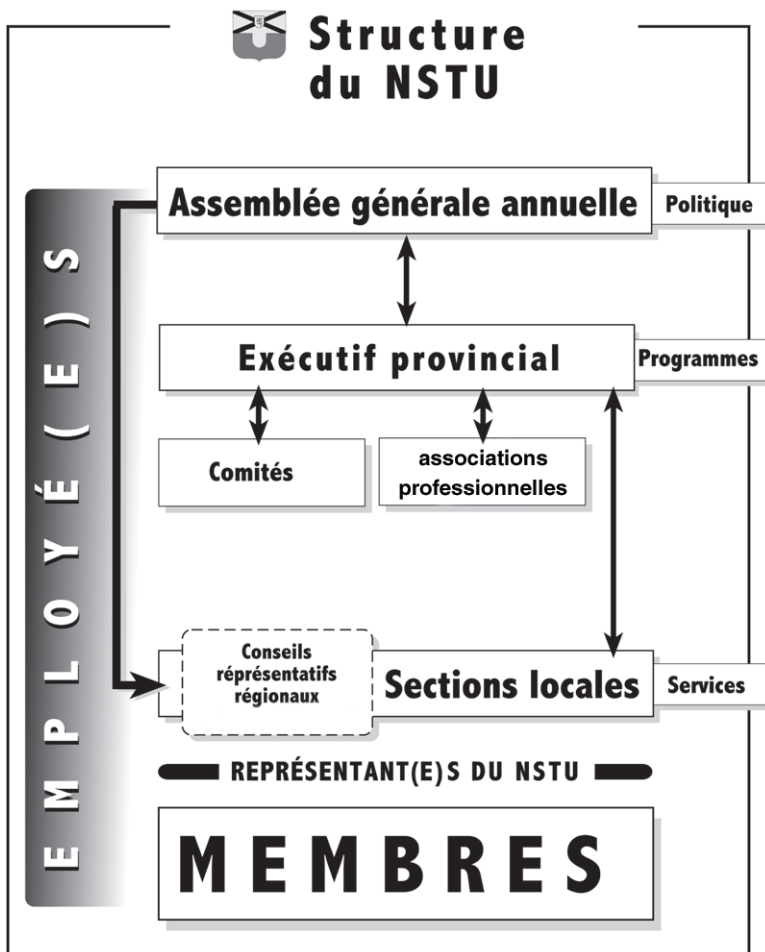 Structure
du NSTU
EMPLOYÉ(E)S
Assemblée générale annuelle
Politique
Exécutif provincial
Programmes
Comités
associations
professionnelles
Conseils
réprésentatifs
régionaux
Sections locales
Services
REPRÉSENTANT(E)S DU NSTU
MEMBRES